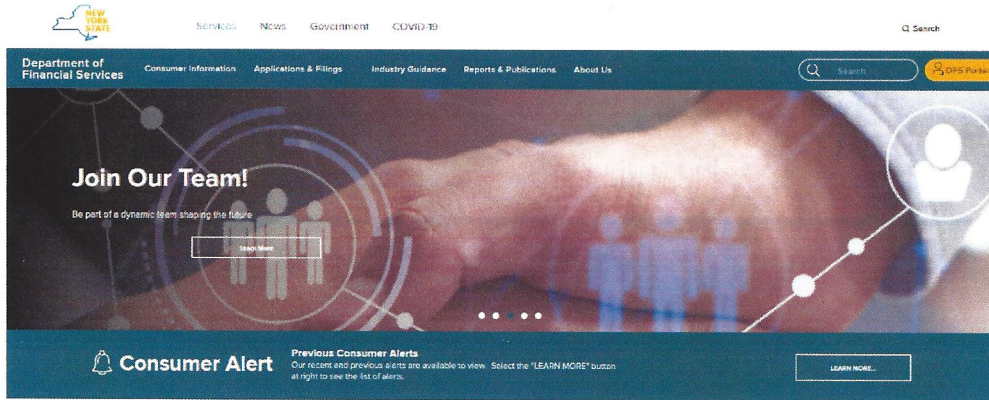 NEW
YORK
STATE
Services News Government COVID-19
Search
Department of
Financial Services
Consumer Information Applications & Filings Industry Guidance Reports & Publications About Us
Search
DFS Portal
Join Our Team!
Be part of a dynamic team shaping the future
Learn More
Consumer Alert
Previous Consumer Alerts
Our recent and previous alerts are available to view. Select the "LEARN MORE" button
at right to see the list of alerts.
LEARN MORE...